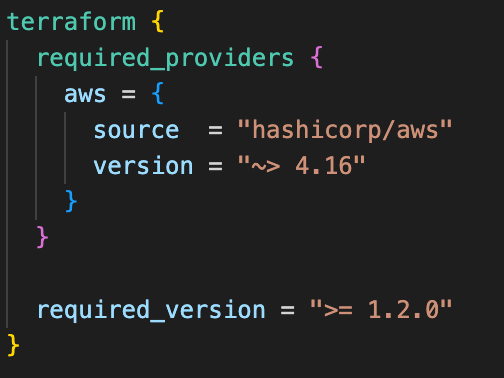 terraform {
  required_providers {
    aws = {
      source  = "hashicorp/aws"
      version = "~> 4.16"
    }
  }

  required_version = ">= 1.2.0"
}